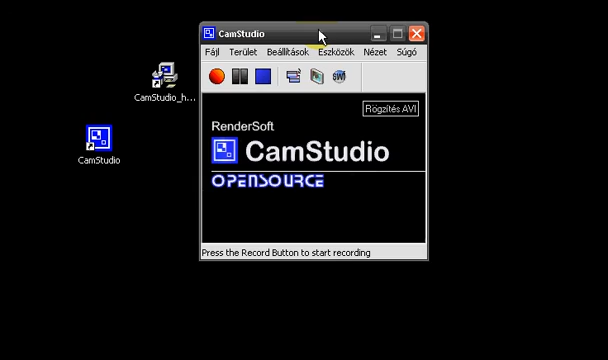 CamStudio
Fájl Terület Beállítások Eszközök Nézet Súgó
Rögzítés AVI
RenderSoft
CamStudio
OPENSOURCE
Press the Record Button to start recording
CamStudio_h...
CamStudio